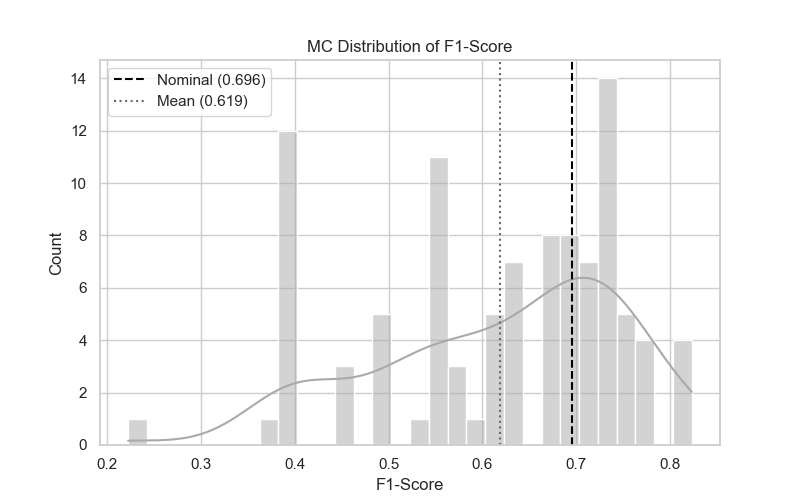 MC Distribution of F1-Score
Nominal (0.696)
Mean (0.619)
14
12
10
8
6
4
2
0
Count
0.2 0.3 0.4 0.5 0.6 0.7 0.8
F1-Score